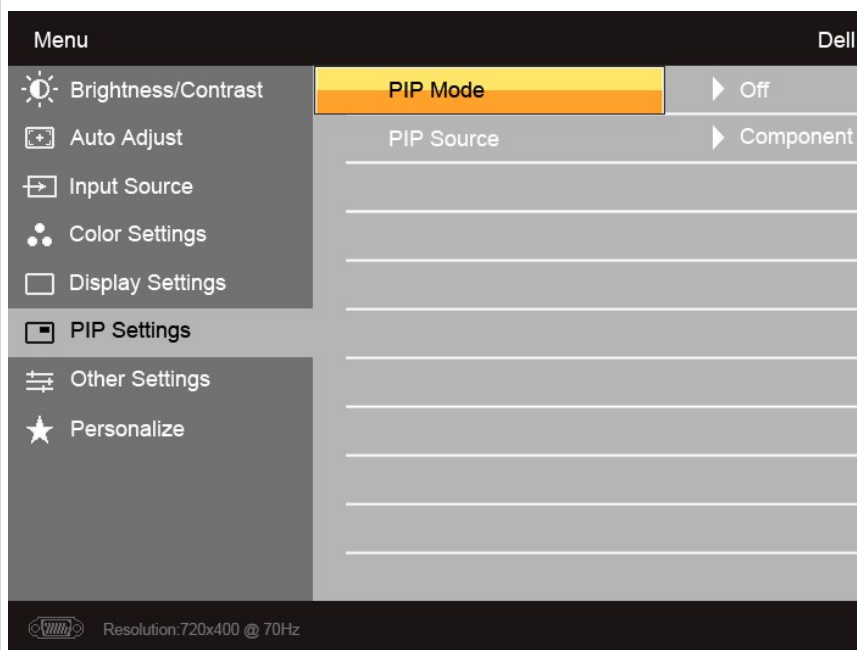 Menu Dell
Brightness/Contrast PIP Mode Off
Auto Adjust PIP Source Component
Input Source
Color Settings
Display Settings
PIP Settings
Other Settings
Personalize
Resolution:720x400 @ 70Hz